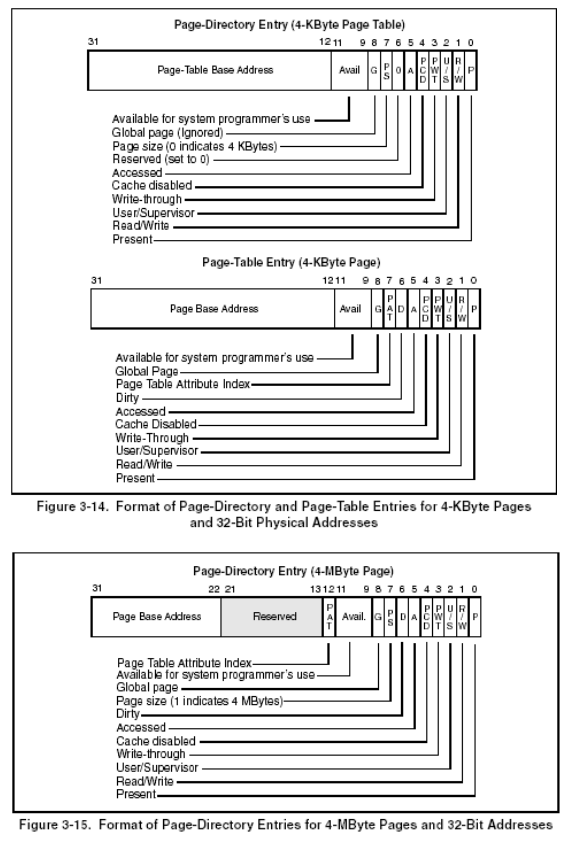 Page-Directory Entry (4-KByte Page Table)
31 12 11 9 8 7 6 5 4 3 2 1 0
Page-Table Base Address Avail G PS 0 A PCD PWT U/S R/W P
Available for system programmer's use
Global page (Ignored)
Page size (0 indicates 4 KBytes)
Reserved (set to 0)
Accessed
Cache disabled
Write-through
User/Supervisor
Read/Write
Present
Page-Table Entry (4-KByte Page)
31 12 11 9 8 7 6 5 4 3 2 1 0
Page Base Address Avail G PAT D A PCD PWT U/S R/W P
Available for system programmer's use
Global Page
Page Table Attribute Index
Dirty
Accessed
Cache Disabled
Write-Through
User/Supervisor
Read/Write
Present
Figure 3-14. Format of Page-Directory and Page-Table Entries for 4-KByte Pages
and 32-Bit Physical Addresses
Page-Directory Entry (4-MByte Page)
31 22 21 13 12 11 9 8 7 6 5 4 3 2 1 0
Page Base Address Reserved PAT Avail. G PS D A PCD PWT U/S R/W P
Page Table Attribute Index
Available for system programmer's use
Global page
Page size (1 indicates 4 MBytes)
Dirty
Accessed
Cache disabled
Write-through
User/Supervisor
Read/Write
Present
Figure 3-15. Format of Page-Directory Entries for 4-MByte Pages and 32-Bit Addresses